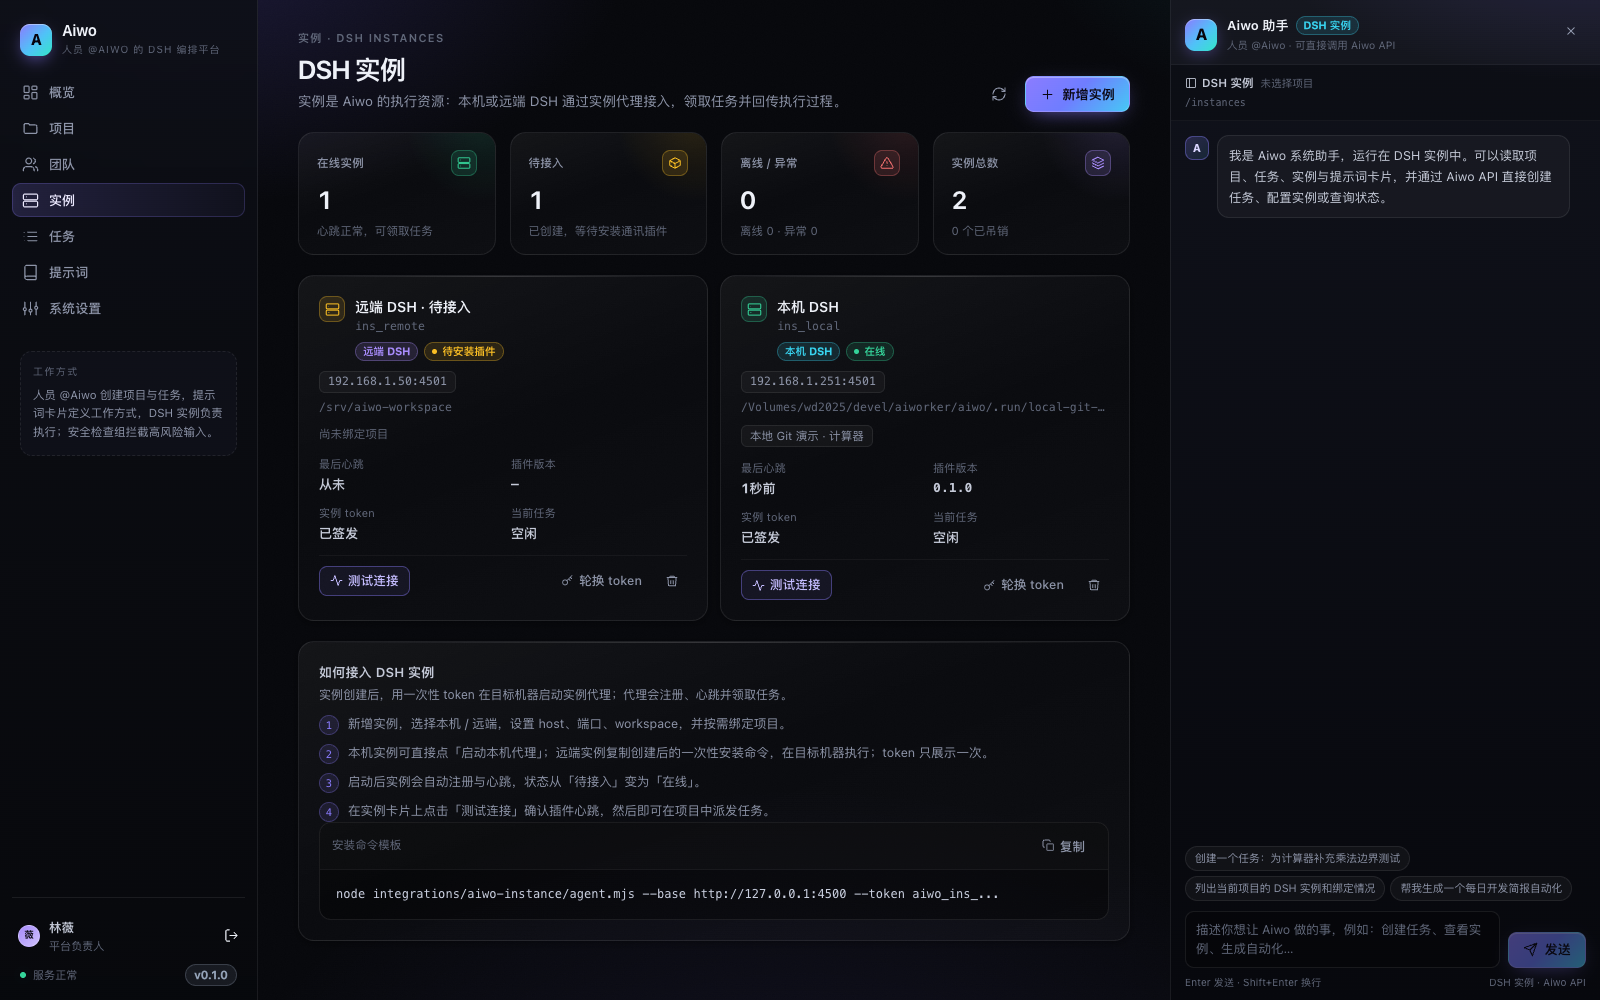 A
Aiwo
人员 @AIWO 的 DSH 编排平台
概览
项目
团队
实例
任务
提示词
系统设置
工作方式
人员 @Aiwo 创建项目与任务，提示
词卡片定义工作方式，DSH 实例负责
执行；安全检查组拦截高风险输入。
薇
林薇
平台负责人
服务正常
v0.1.0
实例 · DSH INSTANCES
DSH 实例
实例是 Aiwo 的执行资源：本机或远端 DSH 通过实例代理接入，领取任务并回传执行过程。
新增实例
在线实例
1
心跳正常，可领取任务
待接入
1
已创建，等待安装通讯插件
离线 / 异常
0
离线 0 · 异常 0
实例总数
2
0 个已吊销
远端 DSH · 待接入
ins_remote
远端 DSH
待安装插件
192.168.1.50:4501
/srv/aiwo-workspace
尚未绑定项目
最后心跳
插件版本
从未
—
实例 token
当前任务
已签发
空闲
测试连接
轮换 token
本机 DSH
ins_local
本机 DSH
在线
192.168.1.251:4501
/Volumes/wd2025/devel/aiworker/aiwo/.run/local-git-…
本地 Git 演示 · 计算器
最后心跳
插件版本
1秒前
0.1.0
实例 token
当前任务
已签发
空闲
测试连接
轮换 token
如何接入 DSH 实例
实例创建后，用一次性 token 在目标机器启动实例代理；代理会注册、心跳并领取任务。
1 新增实例，选择本机 / 远端，设置 host、端口、workspace，并按需绑定项目。
2 本机实例可直接点「启动本机代理」；远端实例复制创建后的一次性安装命令，在目标机器执行；token 只展示一次。
3 启动后实例会自动注册与心跳，状态从「待接入」变为「在线」。
4 在实例卡片上点击「测试连接」确认插件心跳，然后即可在项目中派发任务。
安装命令模板
复制
node integrations/aiwo-instance/agent.mjs --base http://127.0.0.1:4500 --token aiwo_ins_...
A
Aiwo 助手
DSH 实例
人员 @Aiwo · 可直接调用 Aiwo API
DSH 实例 未选择项目
/instances
A
我是 Aiwo 系统助手，运行在 DSH 实例中。可以读取项
目、任务、实例与提示词卡片，并通过 Aiwo API 直接创建
任务、配置实例或查询状态。
创建一个任务：为计算器补充乘法边界测试
列出当前项目的 DSH 实例和绑定情况
帮我生成一个每日开发简报自动化
描述你想让 Aiwo 做的事，例如：创建任务、查看实
例、生成自动化...
发送
Enter 发送 · Shift+Enter 换行
DSH 实例 · Aiwo API